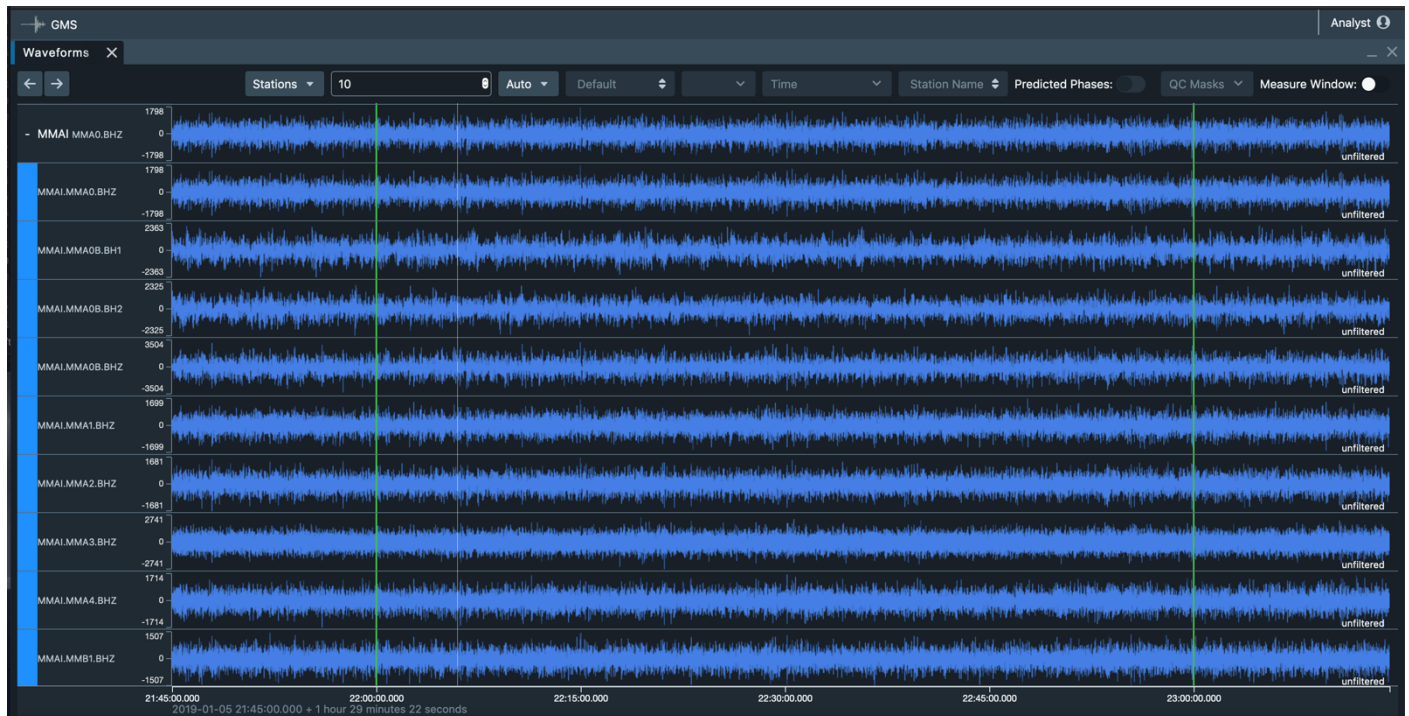 GMS
Analyst
Waveforms
Stations 10 Auto Default Time Station Name Predicted Phases: QC Masks Measure Window:
1798
- MMAI MMA0.BHZ 0
-1798
unfiltered
1798
MMAI.MMA0.BHZ 0
-1798
unfiltered
2363
MMAI.MMA0B.BH1 0
-2363
unfiltered
2325
MMAI.MMA0B.BH2 0
-2325
unfiltered
3504
MMAI.MMA0B.BHZ 0
-3504
unfiltered
1699
MMAI.MMA1.BHZ 0
-1699
unfiltered
1681
MMAI.MMA2.BHZ 0
-1681
unfiltered
2741
MMAI.MMA3.BHZ 0
-2741
unfiltered
1714
MMAI.MMA4.BHZ 0
-1714
unfiltered
1507
MMAI.MMB1.BHZ 0
-1507
unfiltered
21:45:00.000 22:00:00.000 22:15:00.000 22:30:00.000 22:45:00.000 23:00:00.000
2019-01-05 21:45:00.000 + 1 hour 29 minutes 22 seconds